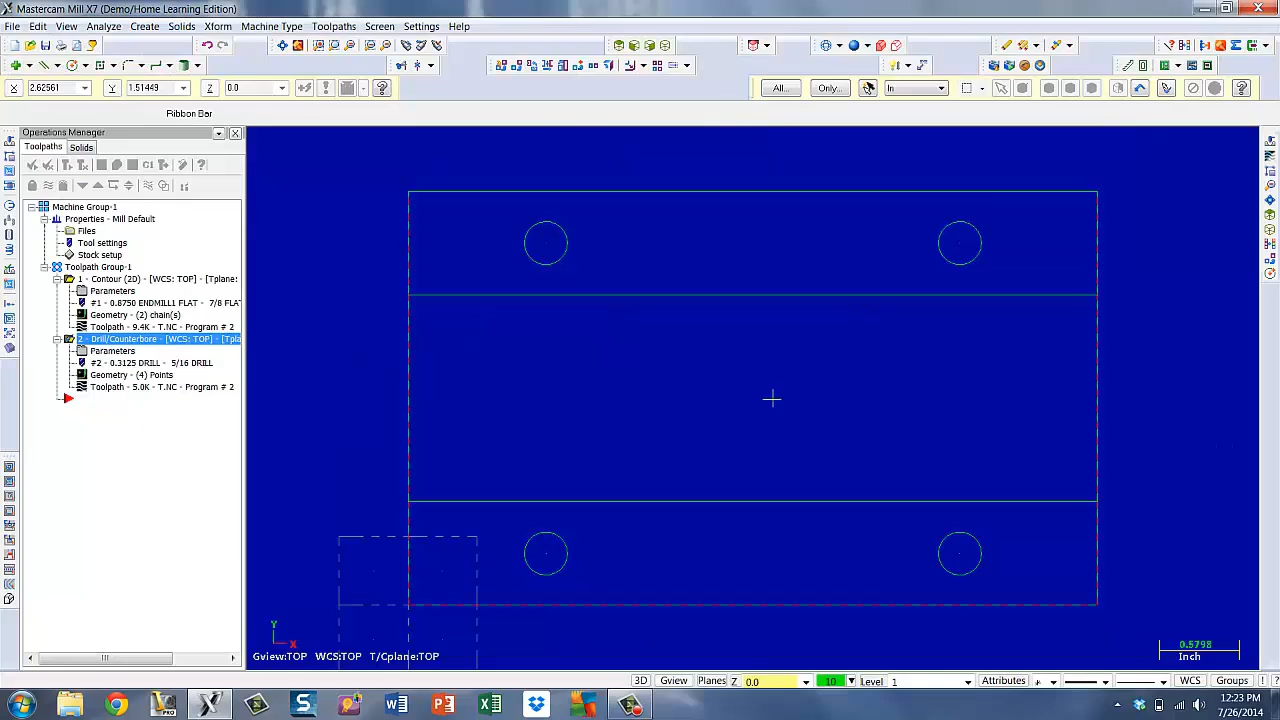 Mastercam Mill X7 (Demo/Home Learning Edition)
File Edit View Analyze Create Solids Xform Machine Type Toolpaths Screen Settings Help
X 2.62561 Y 1.51449 Z 0.0 All... Only... In
Ribbon Bar
Operations Manager
Toolpaths Solids
G1
Machine Group-1
Properties - Mill Default
Files
Tool settings
Stock setup
Toolpath Group-1
1 - Contour (2D) - [WCS: TOP] - [Tplane:
Parameters
#1 - 0.8750 ENDMILL1 FLAT - 7/8 FLAT
Geometry - (2) chain(s)
Toolpath - 9.4K - T.NC - Program # 2
2 - Drill/Counterbore - [WCS: TOP] - [Tpla
Parameters
#2 - 0.3125 DRILL - 5/16 DRILL
Geometry - (4) Points
Toolpath - 5.0K - T.NC - Program # 2
Y
X
Gview:TOP WCS:TOP T/Cplane:TOP
0.5798
Inch
3D Gview Planes Z 0.0 10 Level 1 Attributes WCS Groups
12:23 PM
7/26/2014